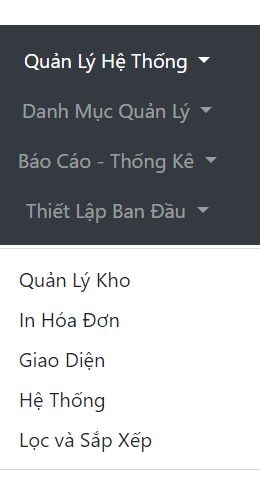 Quản Lý Hệ Thống
Danh Mục Quản Lý
Báo Cáo - Thống Kê
Thiết Lập Ban Đầu
Quản Lý Kho
In Hóa Đơn
Giao Diện
Hệ Thống
Lọc và Sắp Xếp